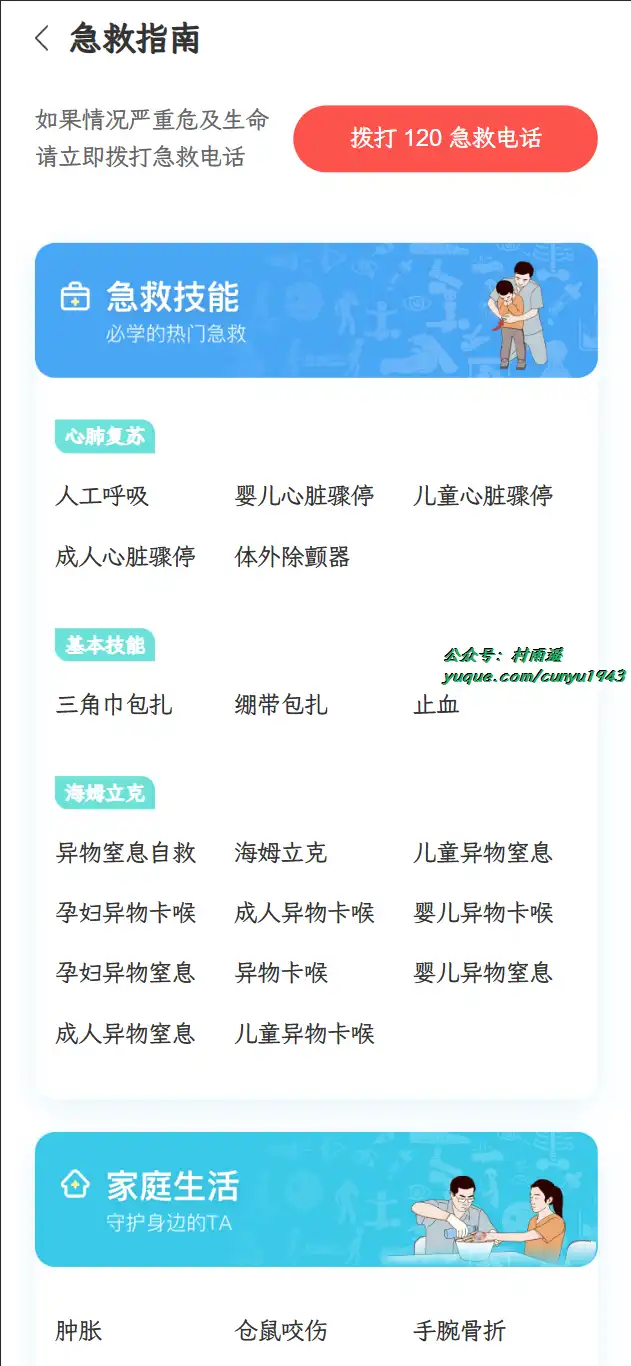 急救指南
如果情况严重危及生命
请立即拨打急救电话
拨打 120 急救电话
急救技能
必学的热门急救
心肺复苏
人工呼吸 婴儿心脏骤停 儿童心脏骤停
成人心脏骤停 体外除颤器
基本技能
公众号：村雨遥
yuque.com/cunyu1943
三角巾包扎 绷带包扎 止血
海姆立克
异物窒息自救 海姆立克 儿童异物窒息
孕妇异物卡喉 成人异物卡喉 婴儿异物卡喉
孕妇异物窒息 异物卡喉 婴儿异物窒息
成人异物窒息 儿童异物卡喉
家庭生活
守护身边的TA
肿胀 仓鼠咬伤 手腕骨折